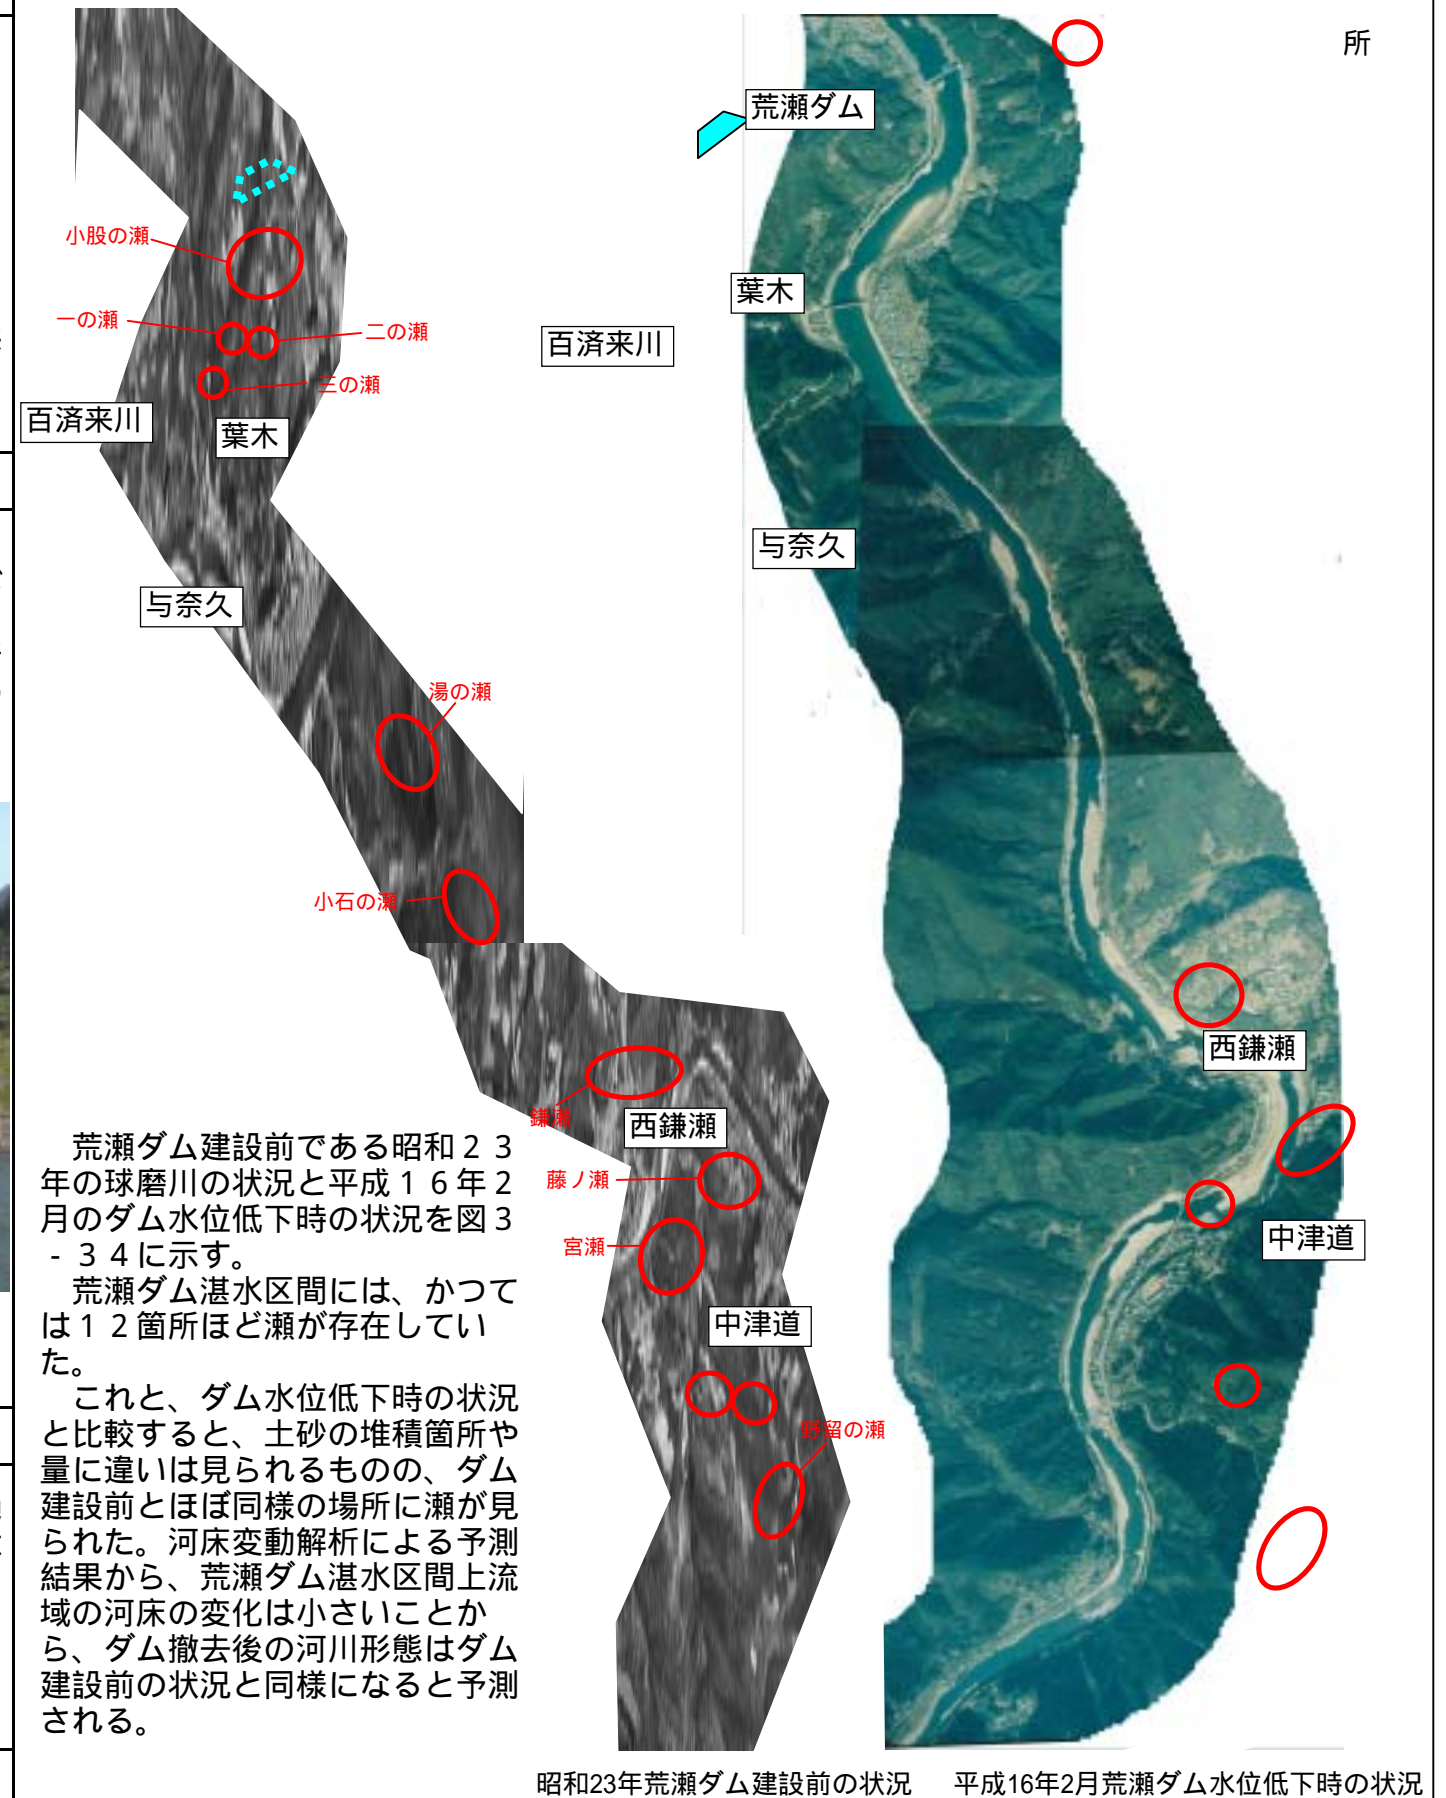 所
荒瀬ダム
小股の瀬
一の瀬
二の瀬
三の瀬
百済来川
葉木
与奈久
湯の瀬
小石の瀬
鎌瀬
西鎌瀬
藤ノ瀬
宮瀬
中津道
野留の瀬
葉木
百済来川
与奈久
西鎌瀬
中津道
荒瀬ダム建設前である昭和２３
年の球磨川の状況と平成１６年２
月のダム水位低下時の状況を図３
-３４に示す。
荒瀬ダム湛水区間には、かつて
は１２箇所ほど瀬が存在してい
た。
これと、ダム水位低下時の状況
と比較すると、土砂の堆積箇所や
量に違いは見られるものの、ダム
建設前とほぼ同様の場所に瀬が見
られた。河床変動解析による予測
結果から、荒瀬ダム湛水区間上流
域の河床の変化は小さいことか
ら、ダム撤去後の河川形態はダム
建設前の状況と同様になると予測
される。
昭和23年荒瀬ダム建設前の状況
平成16年2月荒瀬ダム水位低下時の状況